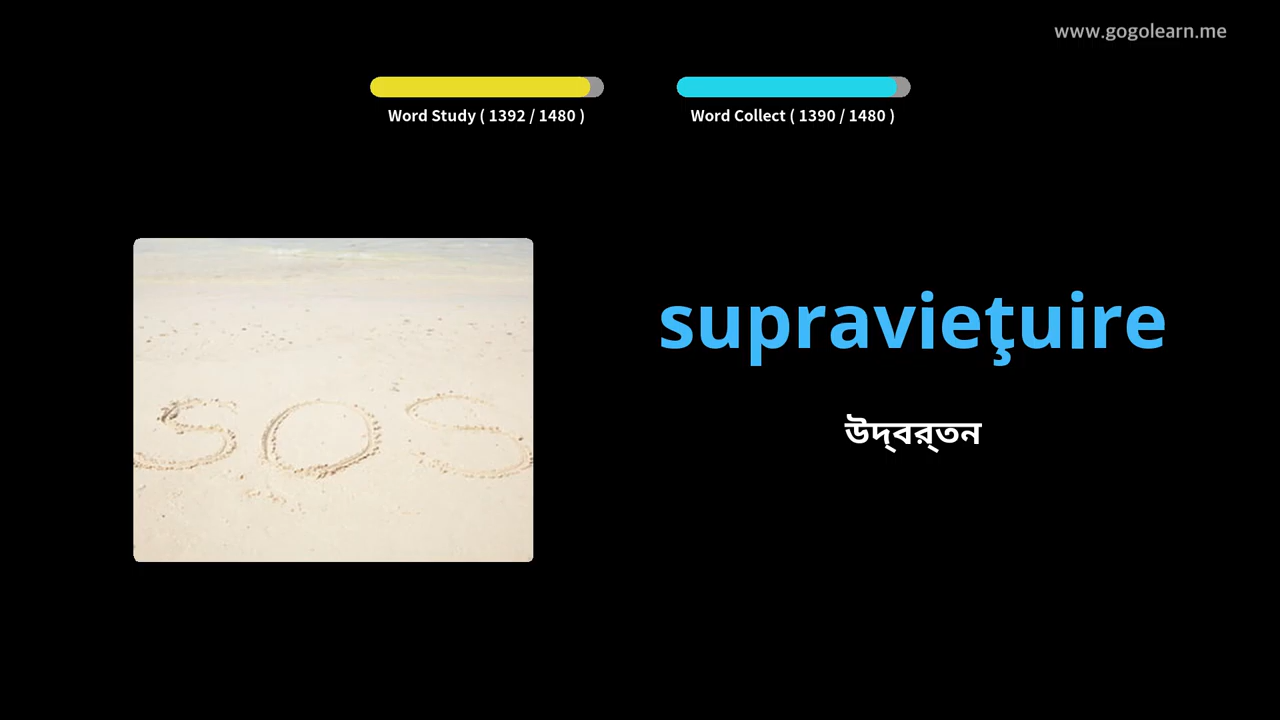 www.gogolearn.me
Word Study ( 1392 / 1480 )
Word Collect ( 1390 / 1480 )
SOS
supravieţuire
উদ্‌বর্তন